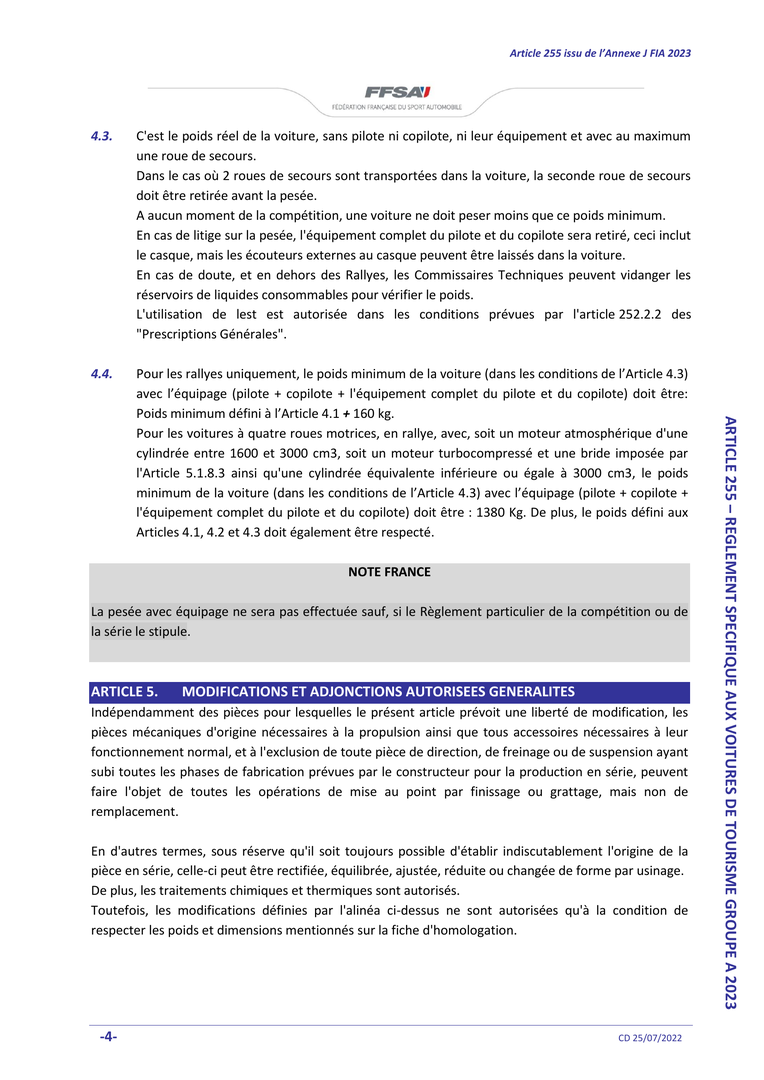 Article 255 issu de l’Annexe J FIA 2023
FFSA
FÉDÉRATION FRANÇAISE DU SPORT AUTOMOBILE
4.3. C'est le poids réel de la voiture, sans pilote ni copilote, ni leur équipement et avec au maximum
une roue de secours.
Dans le cas où 2 roues de secours sont transportées dans la voiture, la seconde roue de secours
doit être retirée avant la pesée.
A aucun moment de la compétition, une voiture ne doit peser moins que ce poids minimum.
En cas de litige sur la pesée, l'équipement complet du pilote et du copilote sera retiré, ceci inclut
le casque, mais les écouteurs externes au casque peuvent être laissés dans la voiture.
En cas de doute, et en dehors des Rallyes, les Commissaires Techniques peuvent vidanger les
réservoirs de liquides consommables pour vérifier le poids.
L'utilisation de lest est autorisée dans les conditions prévues par l'article 252.2.2 des
"Prescriptions Générales".
4.4. Pour les rallyes uniquement, le poids minimum de la voiture (dans les conditions de l’Article 4.3)
avec l’équipage (pilote + copilote + l'équipement complet du pilote et du copilote) doit être:
Poids minimum défini à l’Article 4.1 + 160 kg.
Pour les voitures à quatre roues motrices, en rallye, avec, soit un moteur atmosphérique d'une
cylindrée entre 1600 et 3000 cm3, soit un moteur turbocompressé et une bride imposée par
l'Article 5.1.8.3 ainsi qu'une cylindrée équivalente inférieure ou égale à 3000 cm3, le poids
minimum de la voiture (dans les conditions de l’Article 4.3) avec l’équipage (pilote + copilote +
l'équipement complet du pilote et du copilote) doit être : 1380 Kg. De plus, le poids défini aux
Articles 4.1, 4.2 et 4.3 doit également être respecté.
NOTE FRANCE
La pesée avec équipage ne sera pas effectuée sauf, si le Règlement particulier de la compétition ou de
la série le stipule.
ARTICLE 5. MODIFICATIONS ET ADJONCTIONS AUTORISEES GENERALITES
Indépendamment des pièces pour lesquelles le présent article prévoit une liberté de modification, les
pièces mécaniques d'origine nécessaires à la propulsion ainsi que tous accessoires nécessaires à leur
fonctionnement normal, et à l'exclusion de toute pièce de direction, de freinage ou de suspension ayant
subi toutes les phases de fabrication prévues par le constructeur pour la production en série, peuvent
faire l'objet de toutes les opérations de mise au point par finissage ou grattage, mais non de
remplacement.
En d'autres termes, sous réserve qu'il soit toujours possible d'établir indiscutablement l'origine de la
pièce en série, celle-ci peut être rectifiée, équilibrée, ajustée, réduite ou changée de forme par usinage.
De plus, les traitements chimiques et thermiques sont autorisés.
Toutefois, les modifications définies par l'alinéa ci-dessus ne sont autorisées qu'à la condition de
respecter les poids et dimensions mentionnés sur la fiche d'homologation.
ARTICLE 255 – REGLEMENT SPECIFIQUE AUX VOITURES DE TOURISME GROUPE A 2023
-4-
CD 25/07/2022